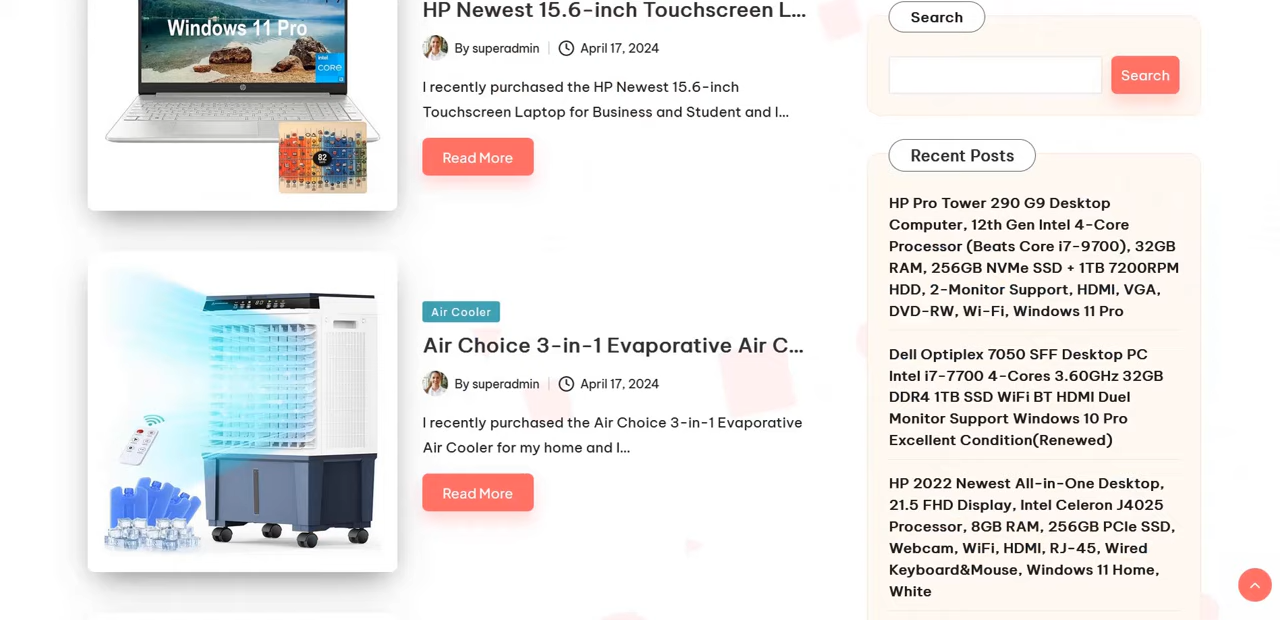 Windows 11 Pro
intel
CORE
82
HP Newest 15.6-inch Touchscreen L...
By superadmin
April 17, 2024
I recently purchased the HP Newest 15.6-inch
Touchscreen Laptop for Business and Student and I...
Read More
Air Cooler
Air Choice 3-in-1 Evaporative Air C...
By superadmin
April 17, 2024
I recently purchased the Air Choice 3-in-1 Evaporative
Air Cooler for my home and I...
Read More
Search
Search
Recent Posts
HP Pro Tower 290 G9 Desktop
Computer, 12th Gen Intel 4-Core
Processor (Beats Core i7-9700), 32GB
RAM, 256GB NVMe SSD + 1TB 7200RPM
HDD, 2-Monitor Support, HDMI, VGA,
DVD-RW, Wi-Fi, Windows 11 Pro
Dell Optiplex 7050 SFF Desktop PC
Intel i7-7700 4-Cores 3.60GHz 32GB
DDR4 1TB SSD WiFi BT HDMI Duel
Monitor Support Windows 10 Pro
Excellent Condition(Renewed)
HP 2022 Newest All-in-One Desktop,
21.5 FHD Display, Intel Celeron J4025
Processor, 8GB RAM, 256GB PCIe SSD,
Webcam, WiFi, HDMI, RJ-45, Wired
Keyboard&Mouse, Windows 11 Home,
White